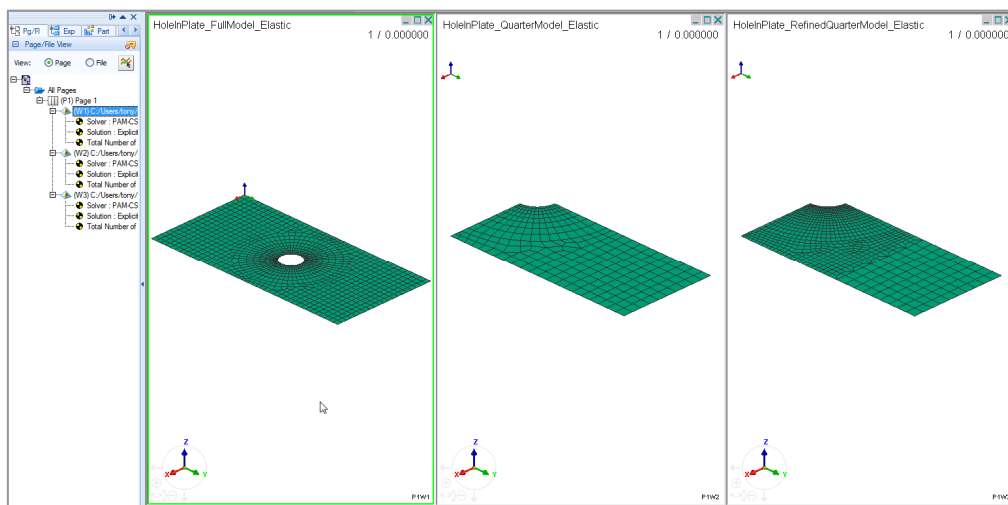 Pg/Fl Exp Part
Page/File View
View: Page File
All Pages
(P1) Page 1
(W1) C:/Users/tony/
Solver : PAM-CS
Solution : Explicit
Total Number of
(W2) C:/Users/tony/
Solver : PAM-CS
Solution : Explicit
Total Number of
(W3) C:/Users/tony/
Solver : PAM-CS
Solution : Explicit
Total Number of
HoleInPlate_FullModel_Elastic
1 / 0.000000
Z
X Y
P1W1
HoleInPlate_QuarterModel_Elastic
1 / 0.000000
Z
X Y
P1W2
HoleInPlate_RefinedQuarterModel_Elastic
1 / 0.000000
Z
X Y
P1W3